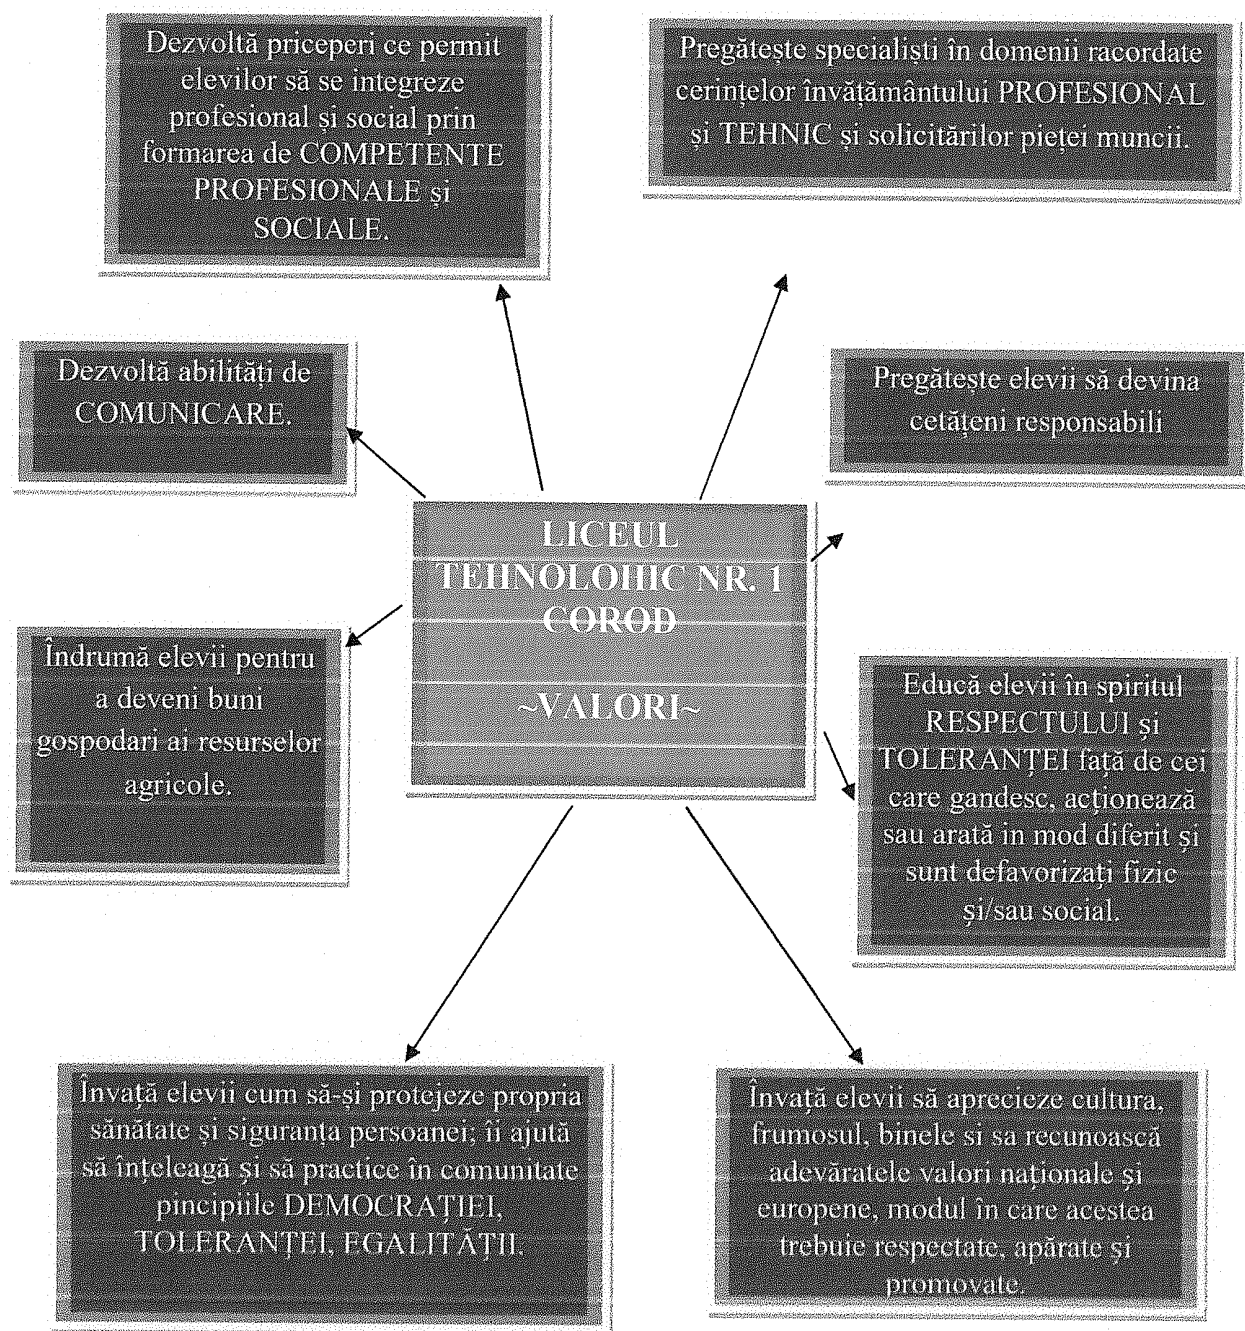 Dezvoltă priceperi ce permit
elevilor să se integreze
profesional și social prin
formarea de COMPETENTE
PROFESIONALE și
SOCIALE.
Pregătește specialiști în domenii racordate
cerințelor învățământului PROFESIONAL
și TEHNIC și solicitărilor pieței muncii.
Dezvoltă abilități de
COMUNICARE.
Pregătește elevii să devina
cetățeni responsabili
LICEUL
TEHNOLOHIC NR. 1
COROD
~VALORI~
Îndrumă elevii pentru
a deveni buni
gospodari ai resurselor
agricole.
Educă elevii în spiritul
RESPECTULUI și
TOLERANȚEI față de cei
care gandesc, acționează
sau arată in mod diferit și
sunt defavorizați fizic
și/sau social.
Învață elevii cum să-și protejeze propria
sănătate și siguranța persoanei; îi ajută
să înțeleagă și să practice în comunitate
pincipiile DEMOCRAȚIEI,
TOLERANȚEI, EGALITĂȚII.
Învață elevii să aprecieze cultura,
frumosul, binele si sa recunoască
adevăratele valori naționale și
europene, modul în care acestea
trebuie respectate, apărate și
promovate.